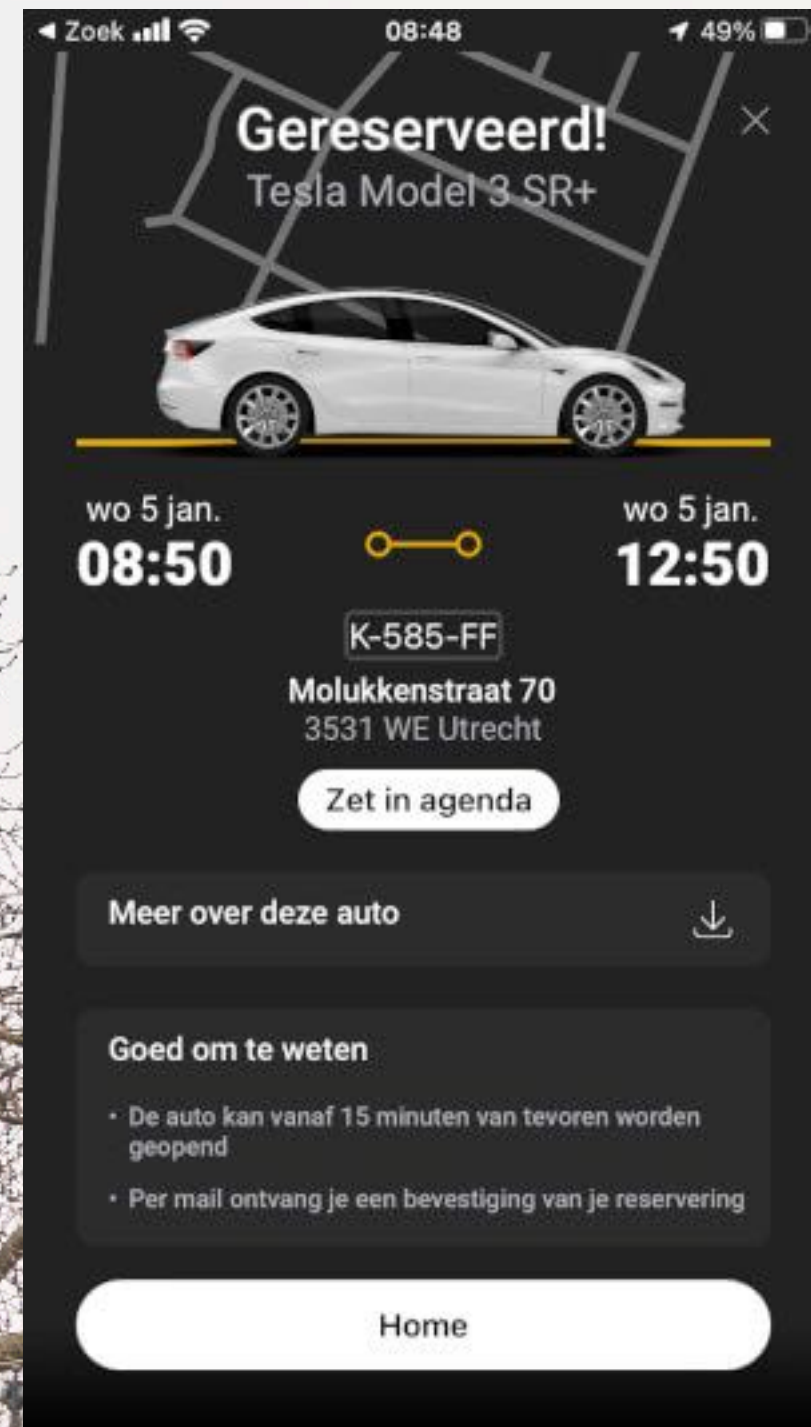 Zoek
08:48
49%
Gereserveerd!
Tesla Model 3 SR+
wo 5 jan.
08:50
wo 5 jan.
12:50
K-585-FF
Molukkenstraat 70
3531 WE Utrecht
Zet in agenda
Meer over deze auto
Goed om te weten
• De auto kan vanaf 15 minuten van tevoren worden
geopend
• Per mail ontvang je een bevestiging van je reservering
Home